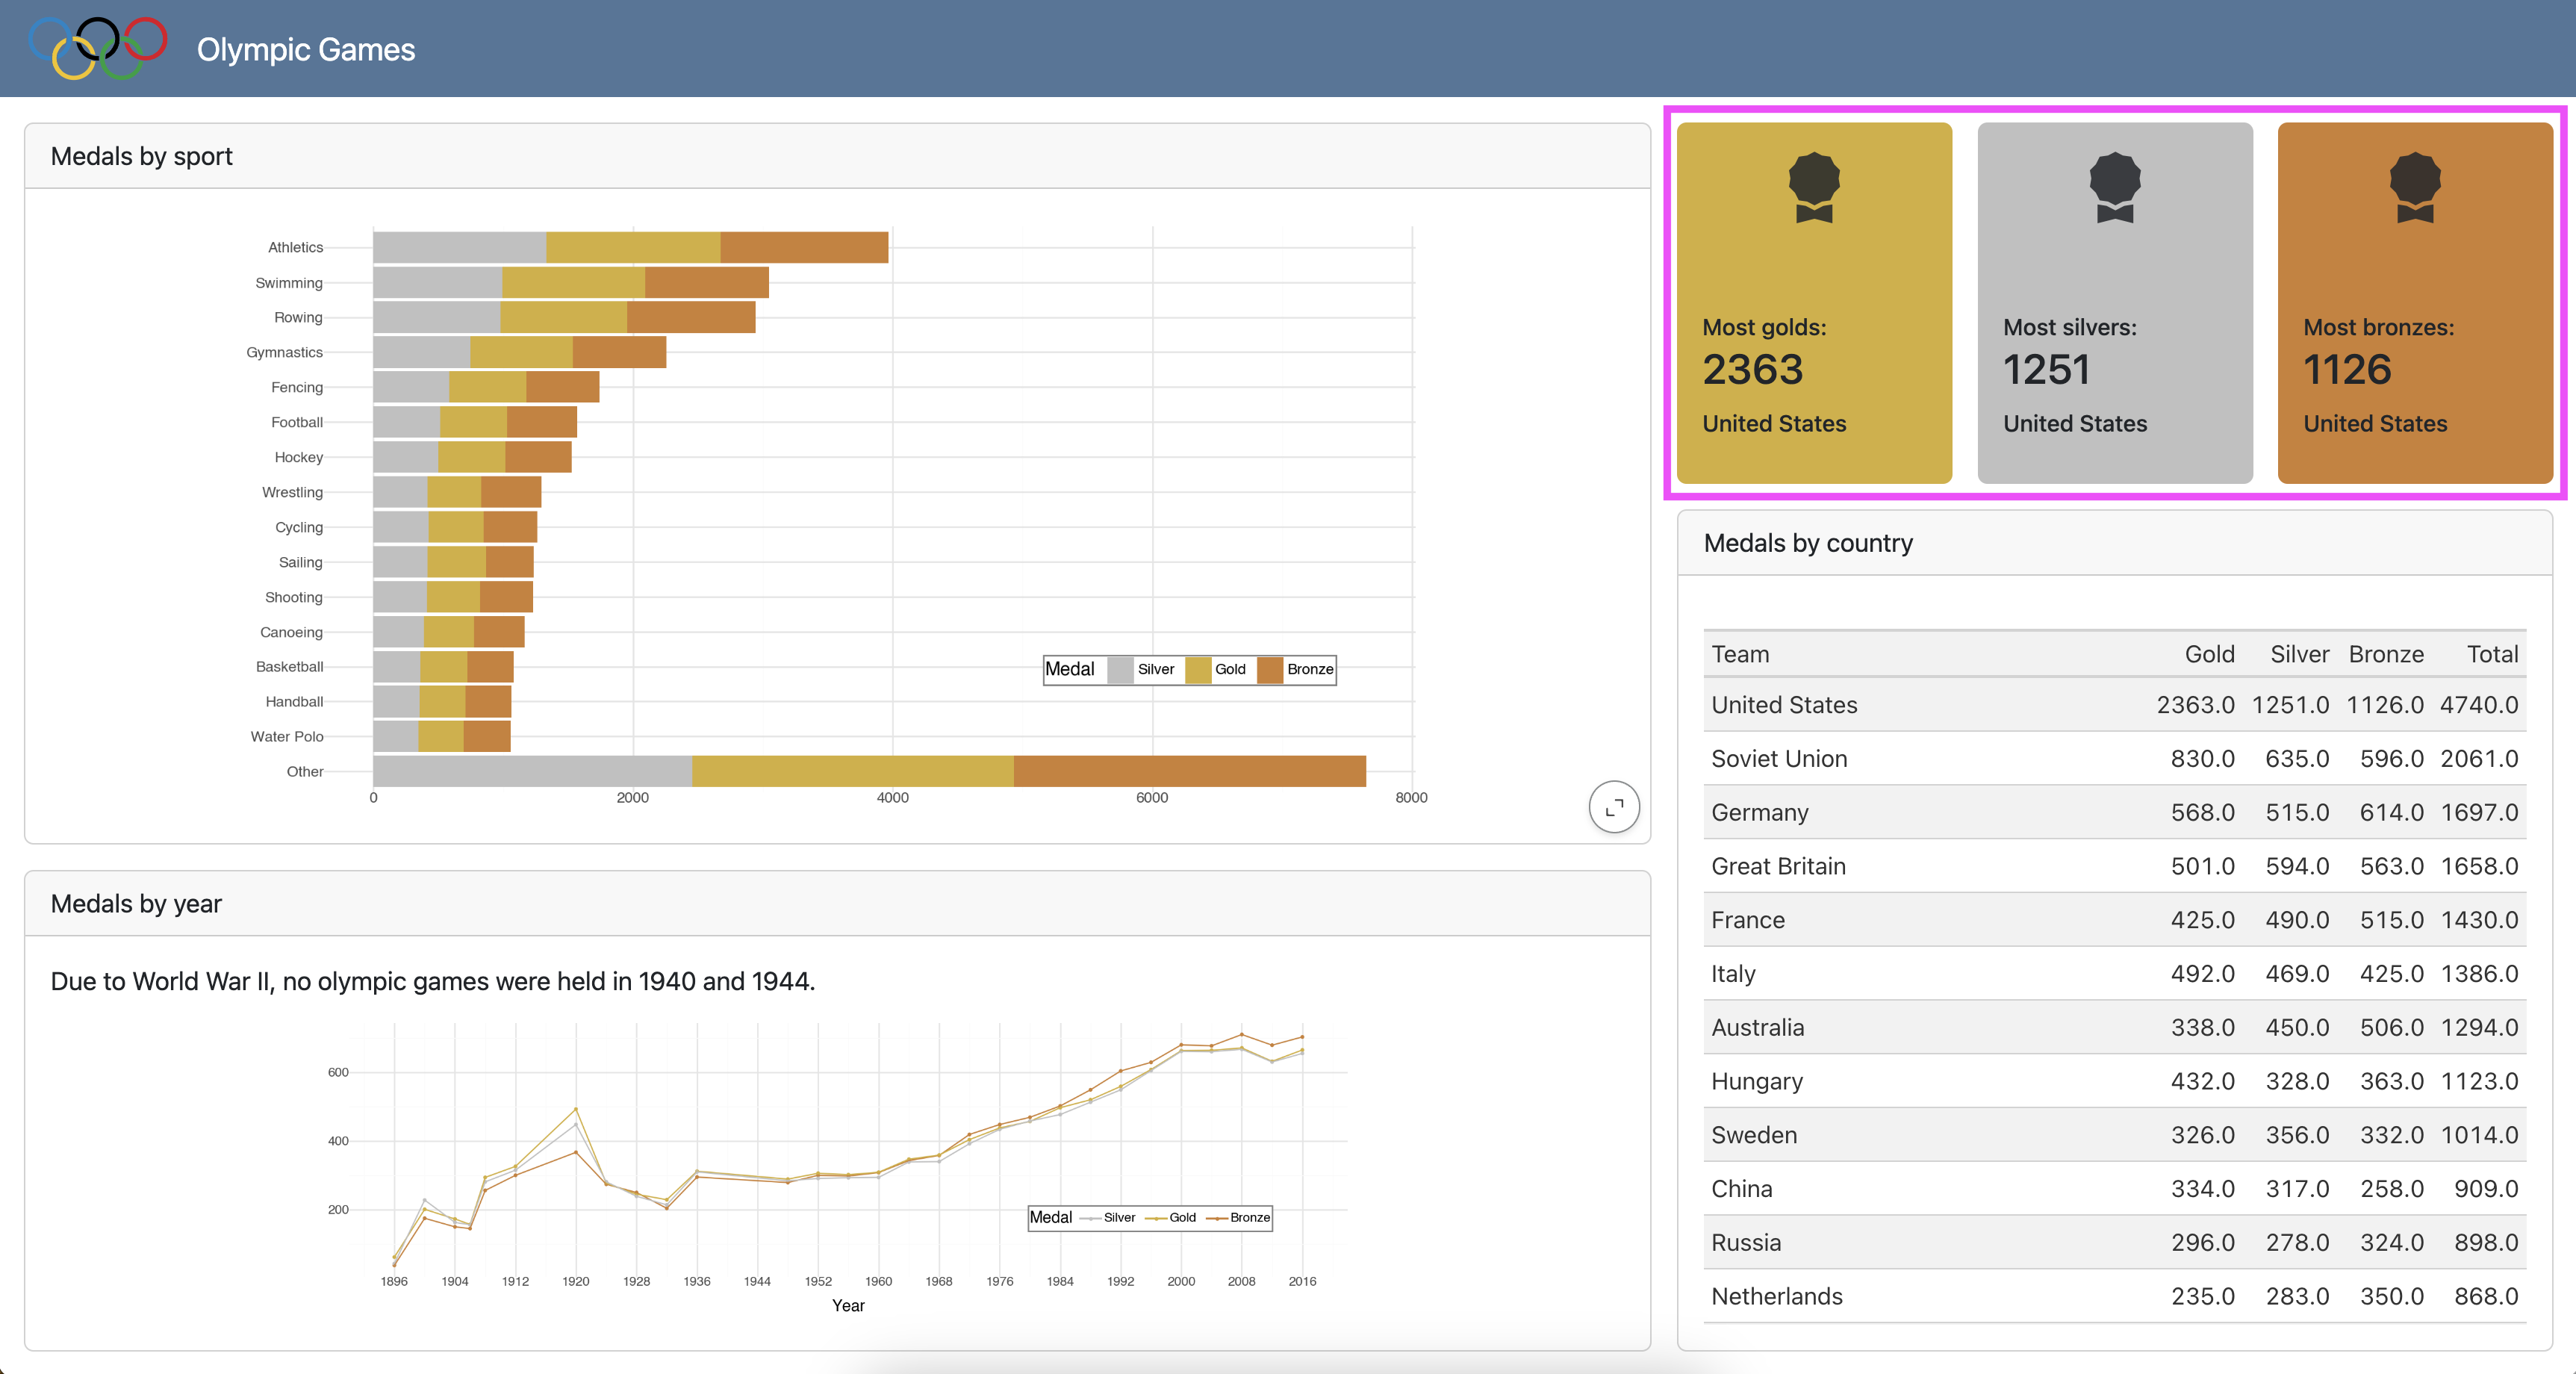 Olympic Games
Medals by sport
Athletics
Swimming
Rowing
Gymnastics
Fencing
Football
Hockey
Wrestling
Cycling
Sailing
Shooting
Canoeing
Basketball
Handball
Water Polo
Other
0 2000 4000 6000 8000
Medal Silver Gold Bronze
Most golds:
2363
United States
Most silvers:
1251
United States
Most bronzes:
1126
United States
Medals by year
Due to World War II, no olympic games were held in 1940 and 1944.
600
400
200
1896 1904 1912 1920 1928 1936 1944 1952 1960 1968 1976 1984 1992 2000 2008 2016
Year
Medal Silver Gold Bronze
Medals by country
Team Gold Silver Bronze Total
United States 2363.0 1251.0 1126.0 4740.0
Soviet Union 830.0 635.0 596.0 2061.0
Germany 568.0 515.0 614.0 1697.0
Great Britain 501.0 594.0 563.0 1658.0
France 425.0 490.0 515.0 1430.0
Italy 492.0 469.0 425.0 1386.0
Australia 338.0 450.0 506.0 1294.0
Hungary 432.0 328.0 363.0 1123.0
Sweden 326.0 356.0 332.0 1014.0
China 334.0 317.0 258.0 909.0
Russia 296.0 278.0 324.0 898.0
Netherlands 235.0 283.0 350.0 868.0